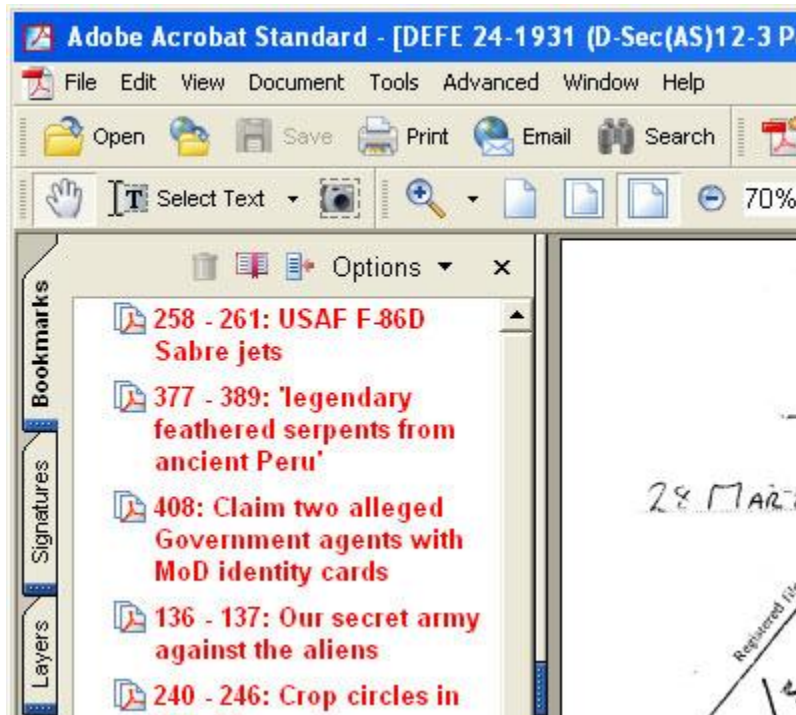 Adobe Acrobat Standard - [DEFE 24-1931 (D-Sec(AS)12-3 P
File Edit View Document Tools Advanced Window Help
Open Save Print Email Search
T Select Text 70%
Options x
Bookmarks
Signatures
Layers
258 - 261: USAF F-86D
Sabre jets
377 - 389: 'legendary
feathered serpents from
ancient Peru'
408: Claim two alleged
Government agents with
MoD identity cards
136 - 137: Our secret army
against the aliens
240 - 246: Crop circles in
28 MAR
Registered file